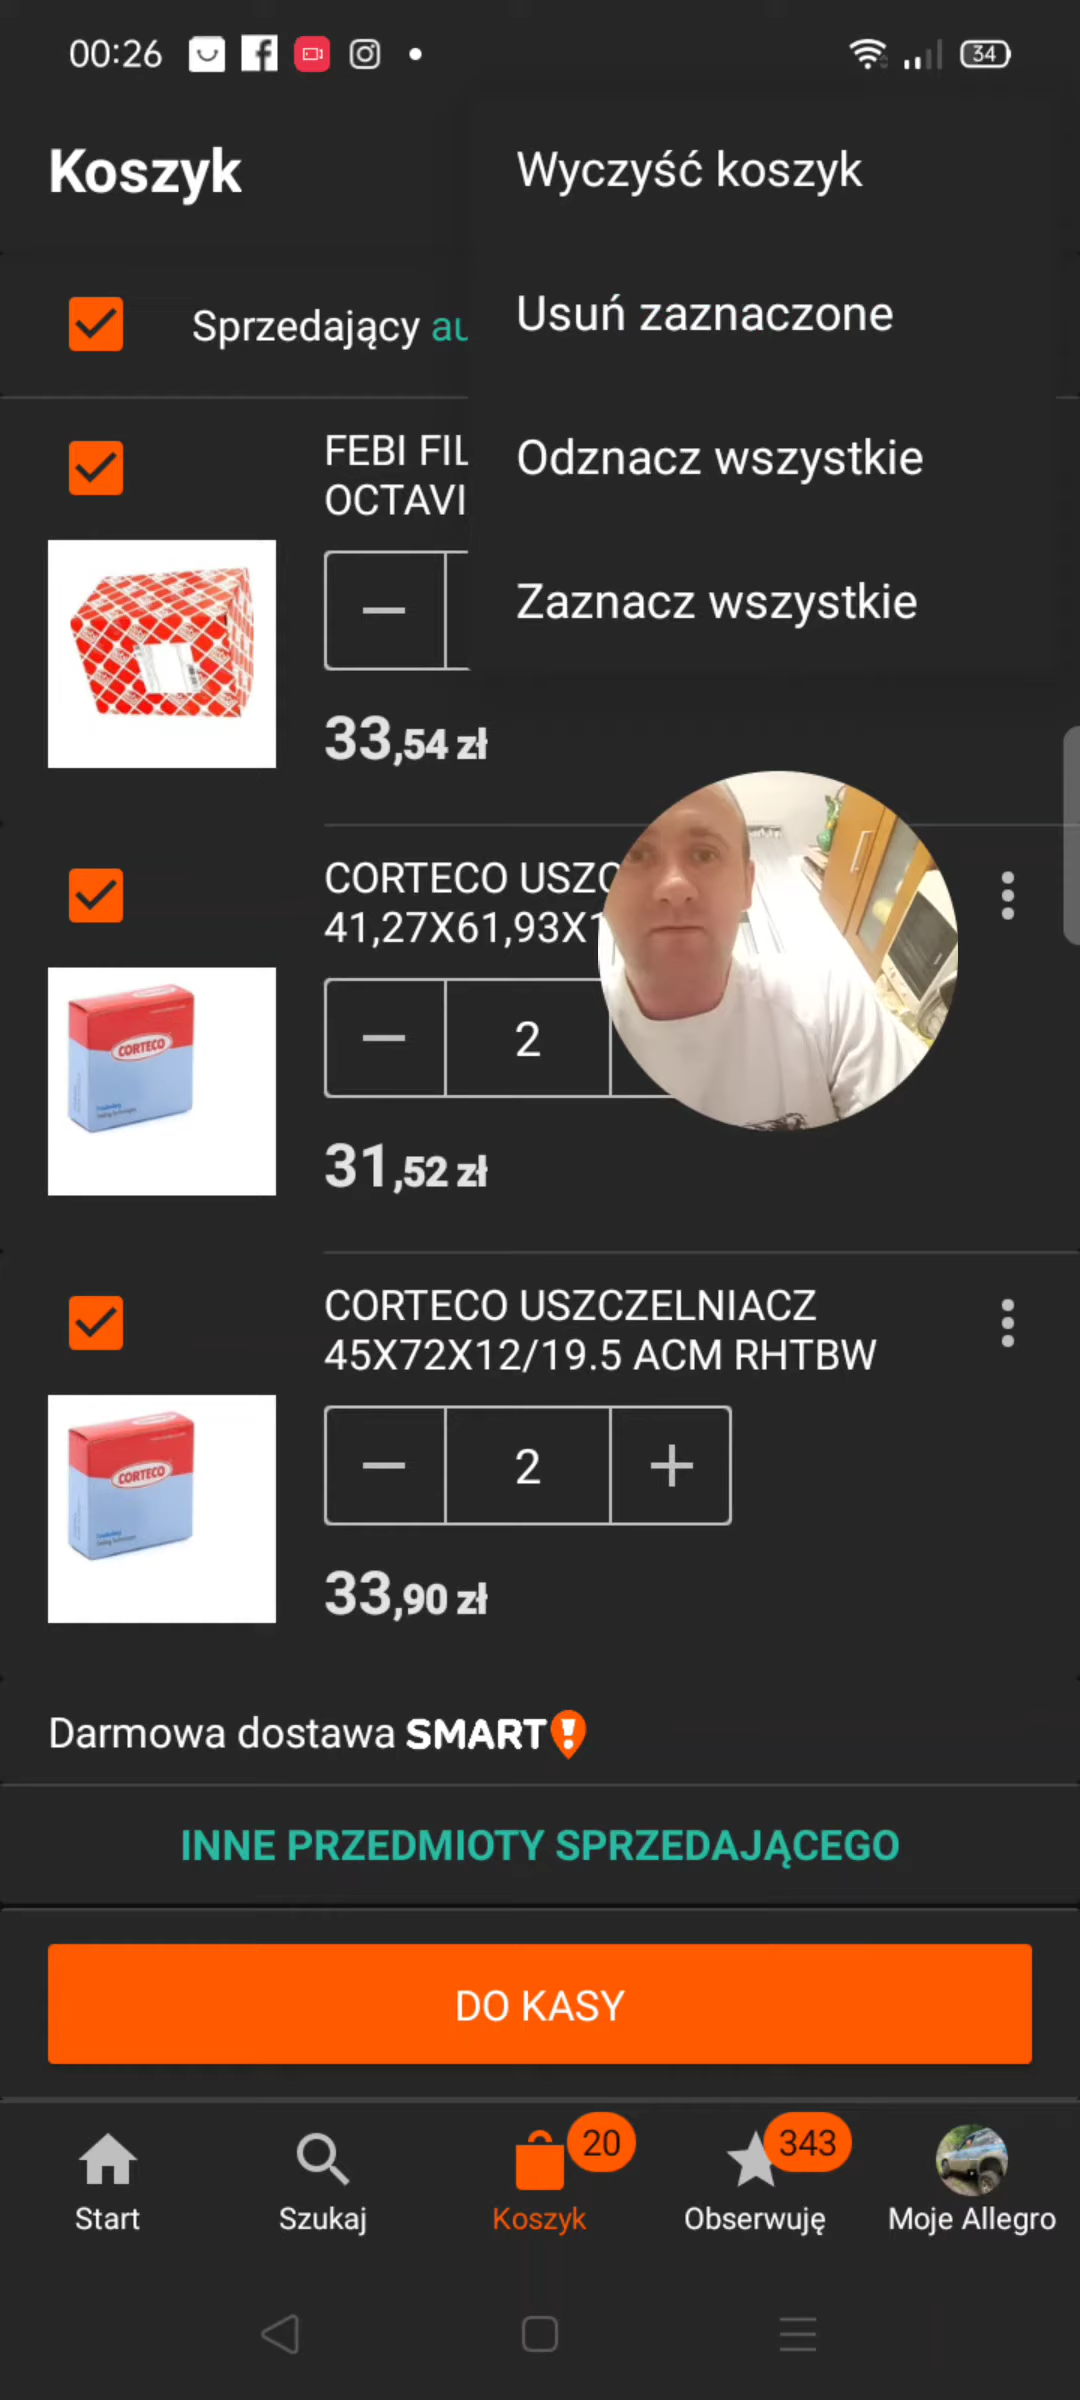 00:26
34
Koszyk
Wyczyść koszyk
Usuń zaznaczone
Odznacz wszystkie
Zaznacz wszystkie
Sprzedający au
FEBI FIL
OCTAVI
33,54 zł
CORTECO USZC
41,27X61,93X1
2
31,52 zł
CORTECO
CORTECO USZCZELNIACZ
45X72X12/19.5 ACM RHTBW
2
33,90 zł
CORTECO
Darmowa dostawa SMART!
INNE PRZEDMIOTY SPRZEDAJĄCEGO
DO KASY
20
343
Start
Szukaj
Koszyk
Obserwuję
Moje Allegro